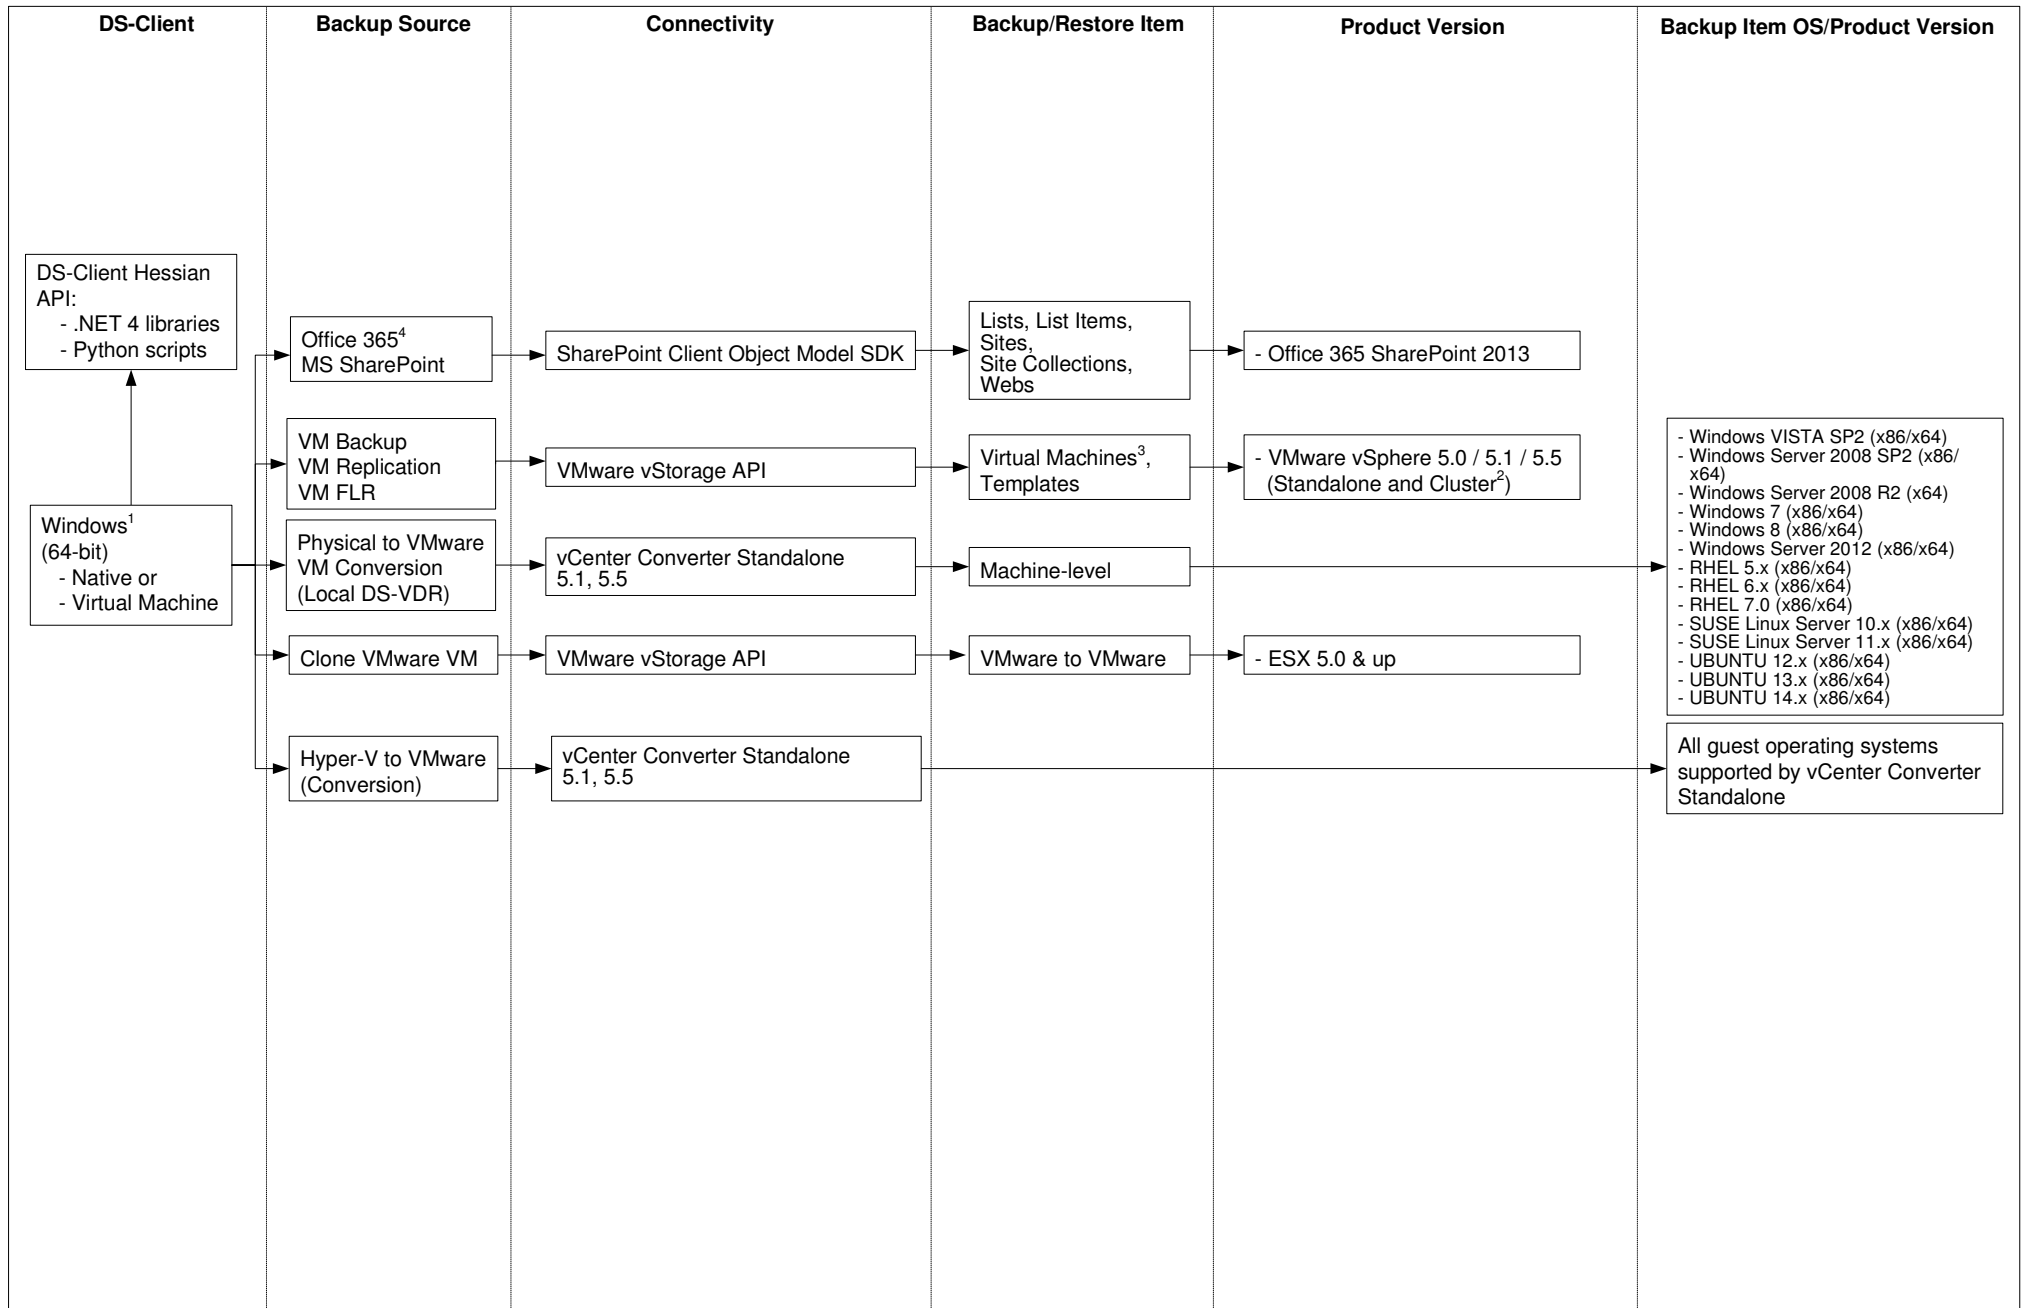 DS-Client
Backup Source
Connectivity
Backup/Restore Item
Product Version
Backup Item OS/Product Version
DS-Client Hessian
API:
- .NET 4 libraries
- Python scripts
Windows¹
(64-bit)
- Native or
- Virtual Machine
Office 365⁴
MS SharePoint
SharePoint Client Object Model SDK
Lists, List Items,
Sites,
Site Collections,
Webs
- Office 365 SharePoint 2013
VM Backup
VM Replication
VM FLR
VMware vStorage API
Virtual Machines³,
Templates
- VMware vSphere 5.0 / 5.1 / 5.5
(Standalone and Cluster²)
Physical to VMware
VM Conversion
(Local DS-VDR)
vCenter Converter Standalone
5.1, 5.5
Machine-level
- Windows VISTA SP2 (x86/x64)
- Windows Server 2008 SP2 (x86/
x64)
- Windows Server 2008 R2 (x64)
- Windows 7 (x86/x64)
- Windows 8 (x86/x64)
- Windows Server 2012 (x86/x64)
- RHEL 5.x (x86/x64)
- RHEL 6.x (x86/x64)
- RHEL 7.0 (x86/x64)
- SUSE Linux Server 10.x (x86/x64)
- SUSE Linux Server 11.x (x86/x64)
- UBUNTU 12.x (x86/x64)
- UBUNTU 13.x (x86/x64)
- UBUNTU 14.x (x86/x64)
Clone VMware VM
VMware vStorage API
VMware to VMware
- ESX 5.0 & up
Hyper-V to VMware
(Conversion)
vCenter Converter Standalone
5.1, 5.5
All guest operating systems
supported by vCenter Converter
Standalone